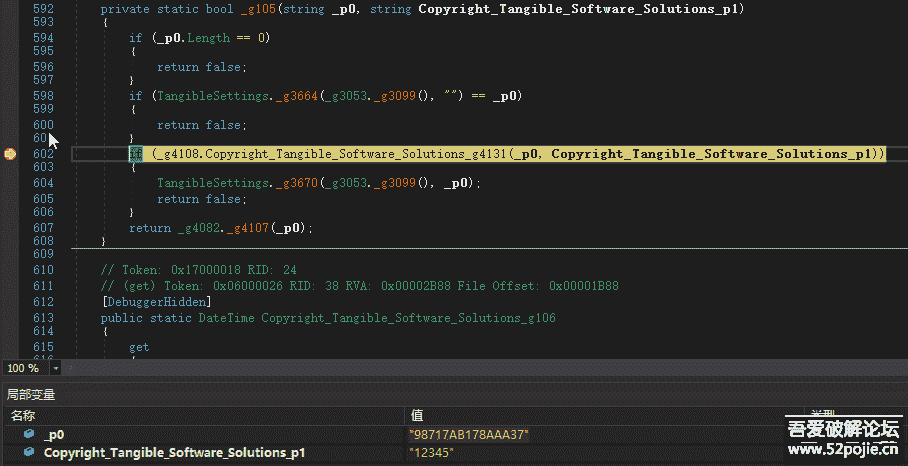 592 private static bool _g105(string _p0, string Copyright_Tangible_Software_Solutions_p1)
593 {
594 if (_p0.Length == 0)
595 {
596 return false;
597 }
598 if (TangibleSettings._g3664(_g3053._g3099(), "") == _p0)
599 {
600 return false;
601 }
602 (_g4108.Copyright_Tangible_Software_Solutions_g4131(_p0, Copyright_Tangible_Software_Solutions_p1))
603 {
604 TangibleSettings._g3670(_g3053._g3099(), _p0);
605 return false;
606 }
607 return _g4082._g4107(_p0);
608 }
609
610 // Token: 0x17000018 RID: 24
611 // (get) Token: 0x06000026 RID: 38 RVA: 0x00002B88 File Offset: 0x00001B88
612 [DebuggerHidden]
613 public static DateTime Copyright_Tangible_Software_Solutions_g106
614 {
615 get
100 %
局部变量
名称 值
_p0 "98717AB178AAA37"
Copyright_Tangible_Software_Solutions_p1 "12345"
吾爱破解论坛
www.52pojie.cn